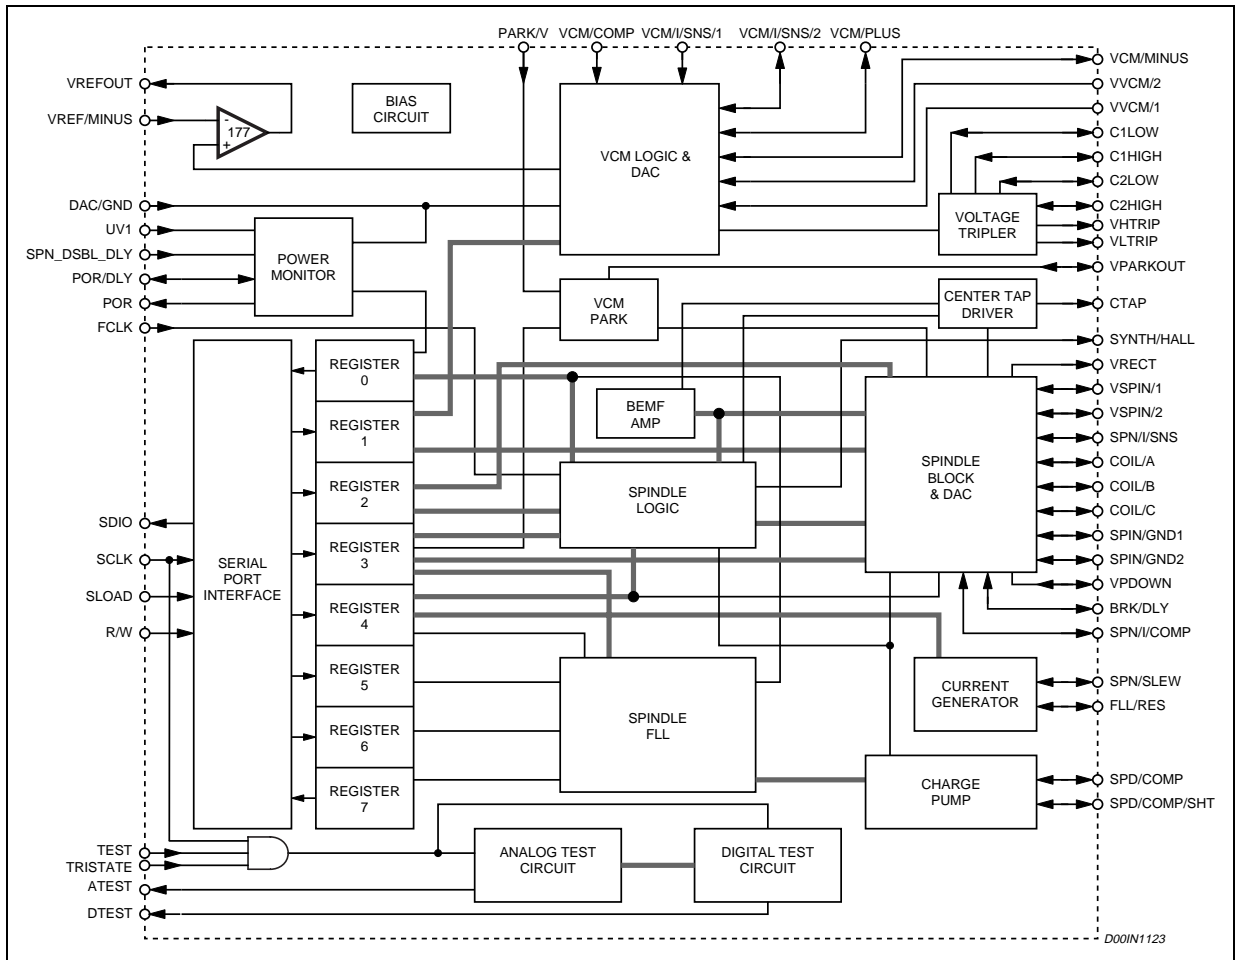 PARK/V VCM/COMP VCM/I/SNS/1 VCM/I/SNS/2 VCM/PLUS
VREFOUT
VREF/MINUS
DAC/GND
UV1
SPN_DSBL_DLY
POR/DLY
POR
FCLK
SDIO
SCLK
SLOAD
R/W
TEST
TRISTATE
ATEST
DTEST
-
177
+
BIAS
CIRCUIT
VCM LOGIC &
DAC
POWER
MONITOR
VCM
PARK
VOLTAGE
TRIPLER
CENTER TAP
DRIVER
SERIAL
PORT
INTERFACE
REGISTER
0
REGISTER
1
REGISTER
2
REGISTER
3
REGISTER
4
REGISTER
5
REGISTER
6
REGISTER
7
BEMF
AMP
SPINDLE
LOGIC
SPINDLE
BLOCK
& DAC
SPINDLE
FLL
CURRENT
GENERATOR
CHARGE
PUMP
ANALOG TEST
CIRCUIT
DIGITAL TEST
CIRCUIT
VCM/MINUS
VVCM/2
VVCM/1
C1LOW
C1HIGH
C2LOW
C2HIGH
VHTRIP
VLTRIP
VPARKOUT
CTAP
SYNTH/HALL
VRECT
VSPIN/1
VSPIN/2
SPN/I/SNS
COIL/A
COIL/B
COIL/C
SPIN/GND1
SPIN/GND2
VPDOWN
BRK/DLY
SPN/I/COMP
SPN/SLEW
FLL/RES
SPD/COMP
SPD/COMP/SHT
D00IN1123